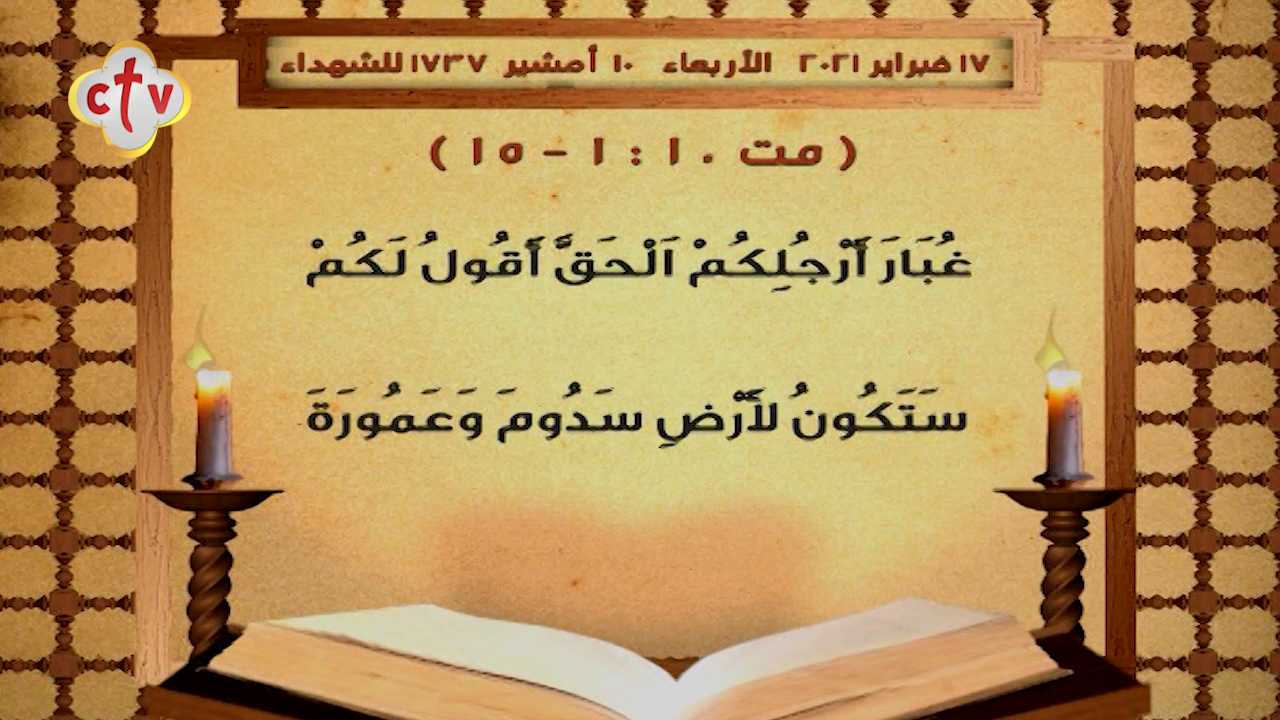 ١٧ فبراير ٢٠٢١ الأربعاء ١٠ أمشير ١٧٣٧ للشهداء
ctv
( مت ١٠ : ١ - ١٥ )
غُبَارَ أَرْجُلِكُمْ اَلْحَقَّ أَقُولُ لَكُمْ
سَتَكُونُ لأَرْضِ سَدُومَ وَعَمُورَةَ